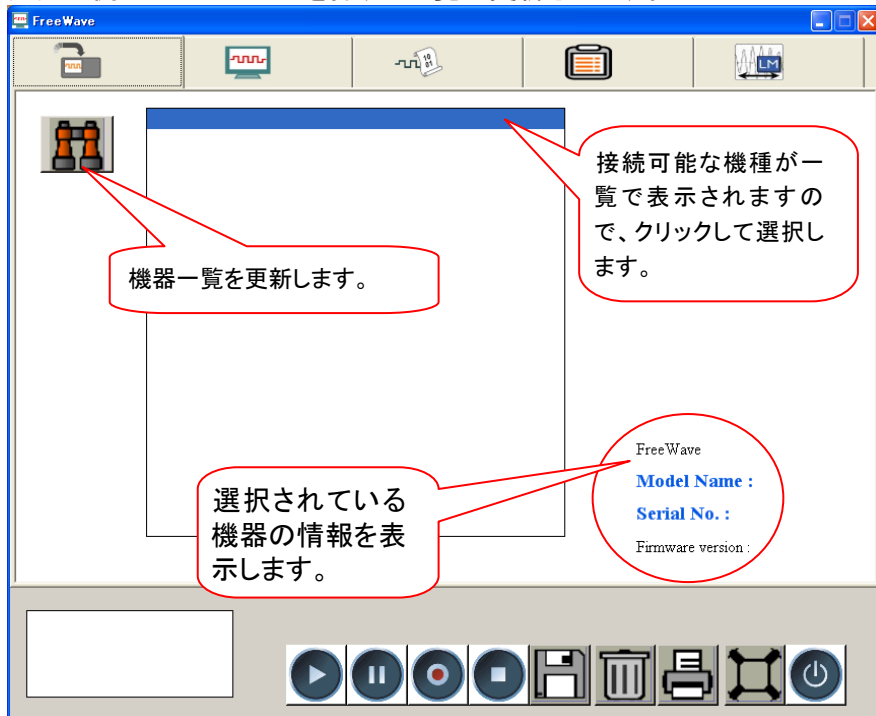 FreeWave
10
01
LM
接続可能な機種が一
覧で表示されますの
で、クリックして選択し
ます。
機器一覧を更新します。
選択されている
機器の情報を表
示します。
FreeWave
Model Name :
Serial No. :
Firmware version :